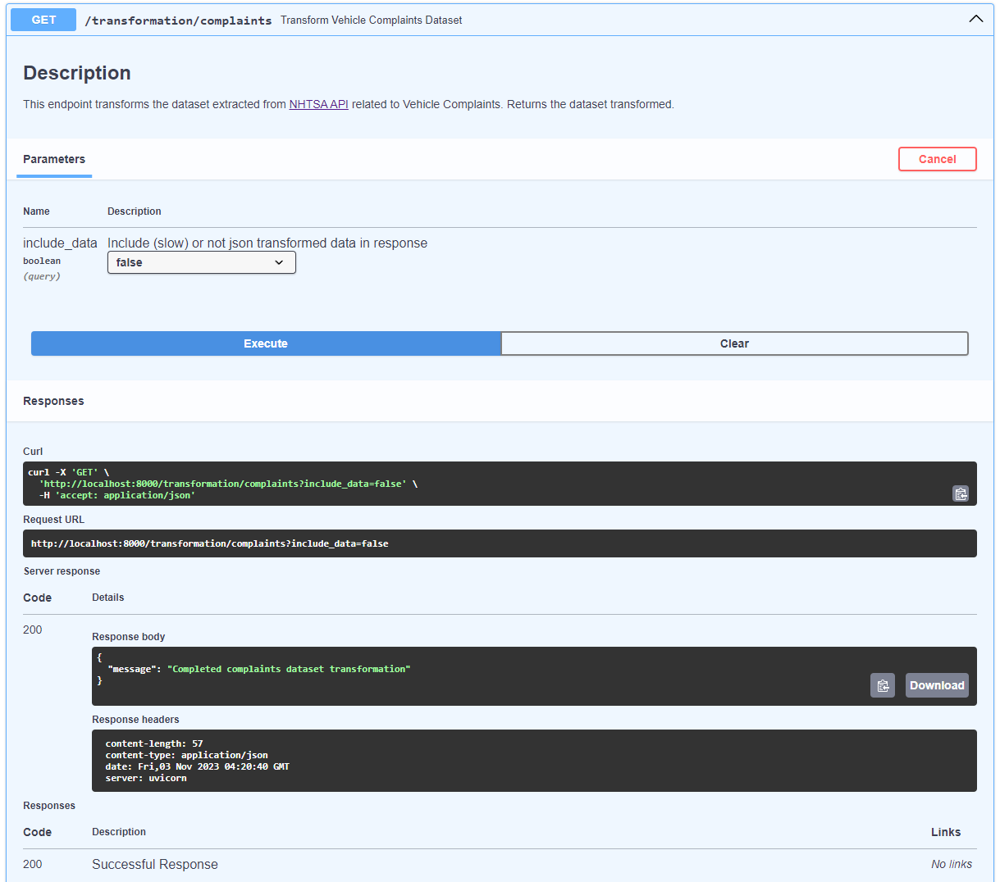 GET /transformation/complaints Transform Vehicle Complaints Dataset
Description
This endpoint transforms the dataset extracted from NHTSA API related to Vehicle Complaints. Returns the dataset transformed.
Parameters
Cancel
Name Description
include_data Include (slow) or not json transformed data in response
boolean
false
(query)
Execute Clear
Responses
Curl
curl -X 'GET' \
'http://localhost:8000/transformation/complaints?include_data=false' \
-H 'accept: application/json'
Request URL
http://localhost:8000/transformation/complaints?include_data=false
Server response
Code Details
200
Response body
{
"message": "Completed complaints dataset transformation"
}
Download
Response headers
content-length: 57
content-type: application/json
date: Fri,03 Nov 2023 04:20:40 GMT
server: uvicorn
Responses
Code Description Links
200 Successful Response No links